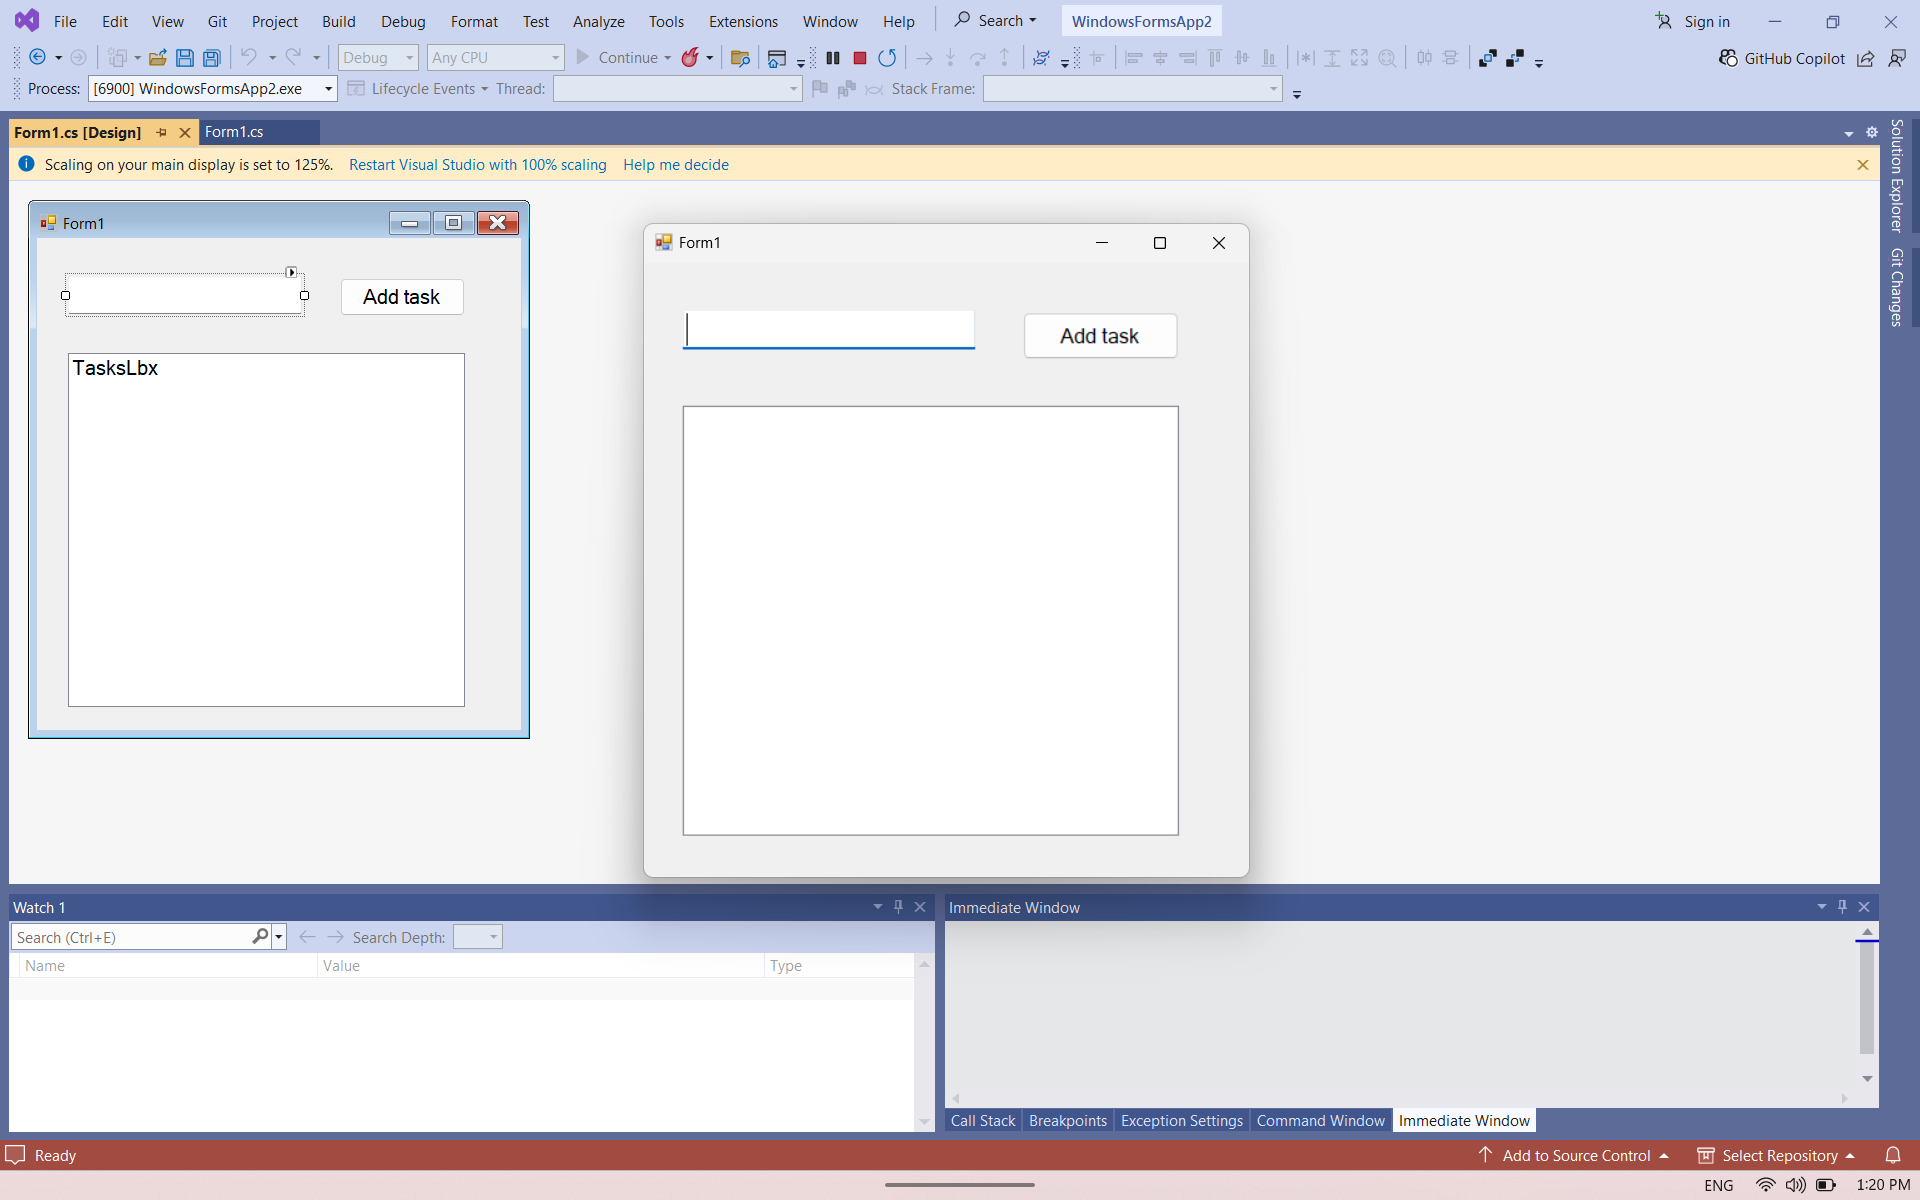 File Edit View Git Project Build Debug Format Test Analyze Tools Extensions Window Help Search WindowsFormsApp2 Sign in
Debug Any CPU Continue GitHub Copilot
Process: [6900] WindowsFormsApp2.exe Lifecycle Events Thread: Stack Frame:
Form1.cs [Design] Form1.cs
Scaling on your main display is set to 125%. Restart Visual Studio with 100% scaling Help me decide
Solution Explorer
Git Changes
Form1
Add task
TasksLbx
Form1
Add task
Watch 1
Search (Ctrl+E) Search Depth:
Name Value Type
Immediate Window
Call Stack Breakpoints Exception Settings Command Window Immediate Window
Ready Add to Source Control Select Repository
ENG 1:20 PM